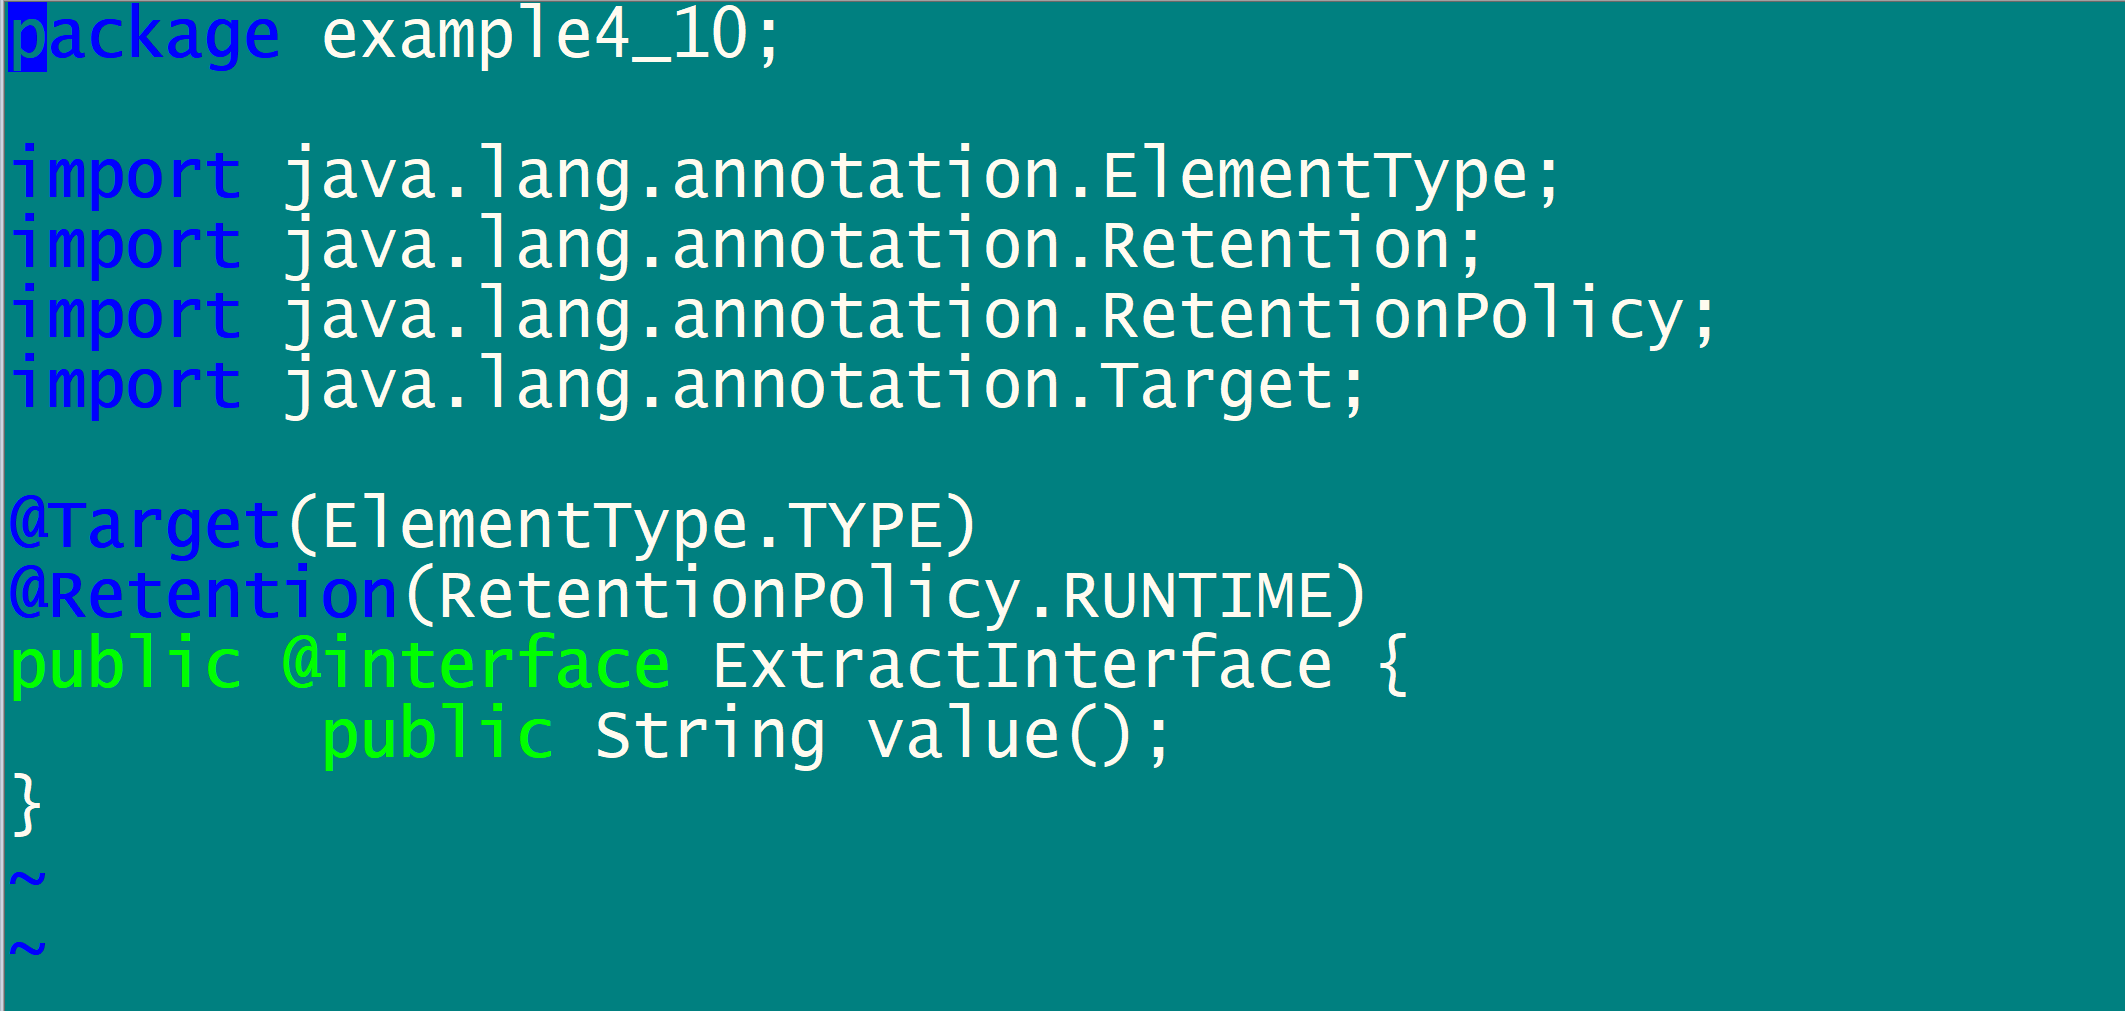 package example4_10;
import java.lang.annotation.ElementType;
import java.lang.annotation.Retention;
import java.lang.annotation.RetentionPolicy;
import java.lang.annotation.Target;
@Target(ElementType.TYPE)
@Retention(RetentionPolicy.RUNTIME)
public @interface ExtractInterface {
        public String value();
}
~
~